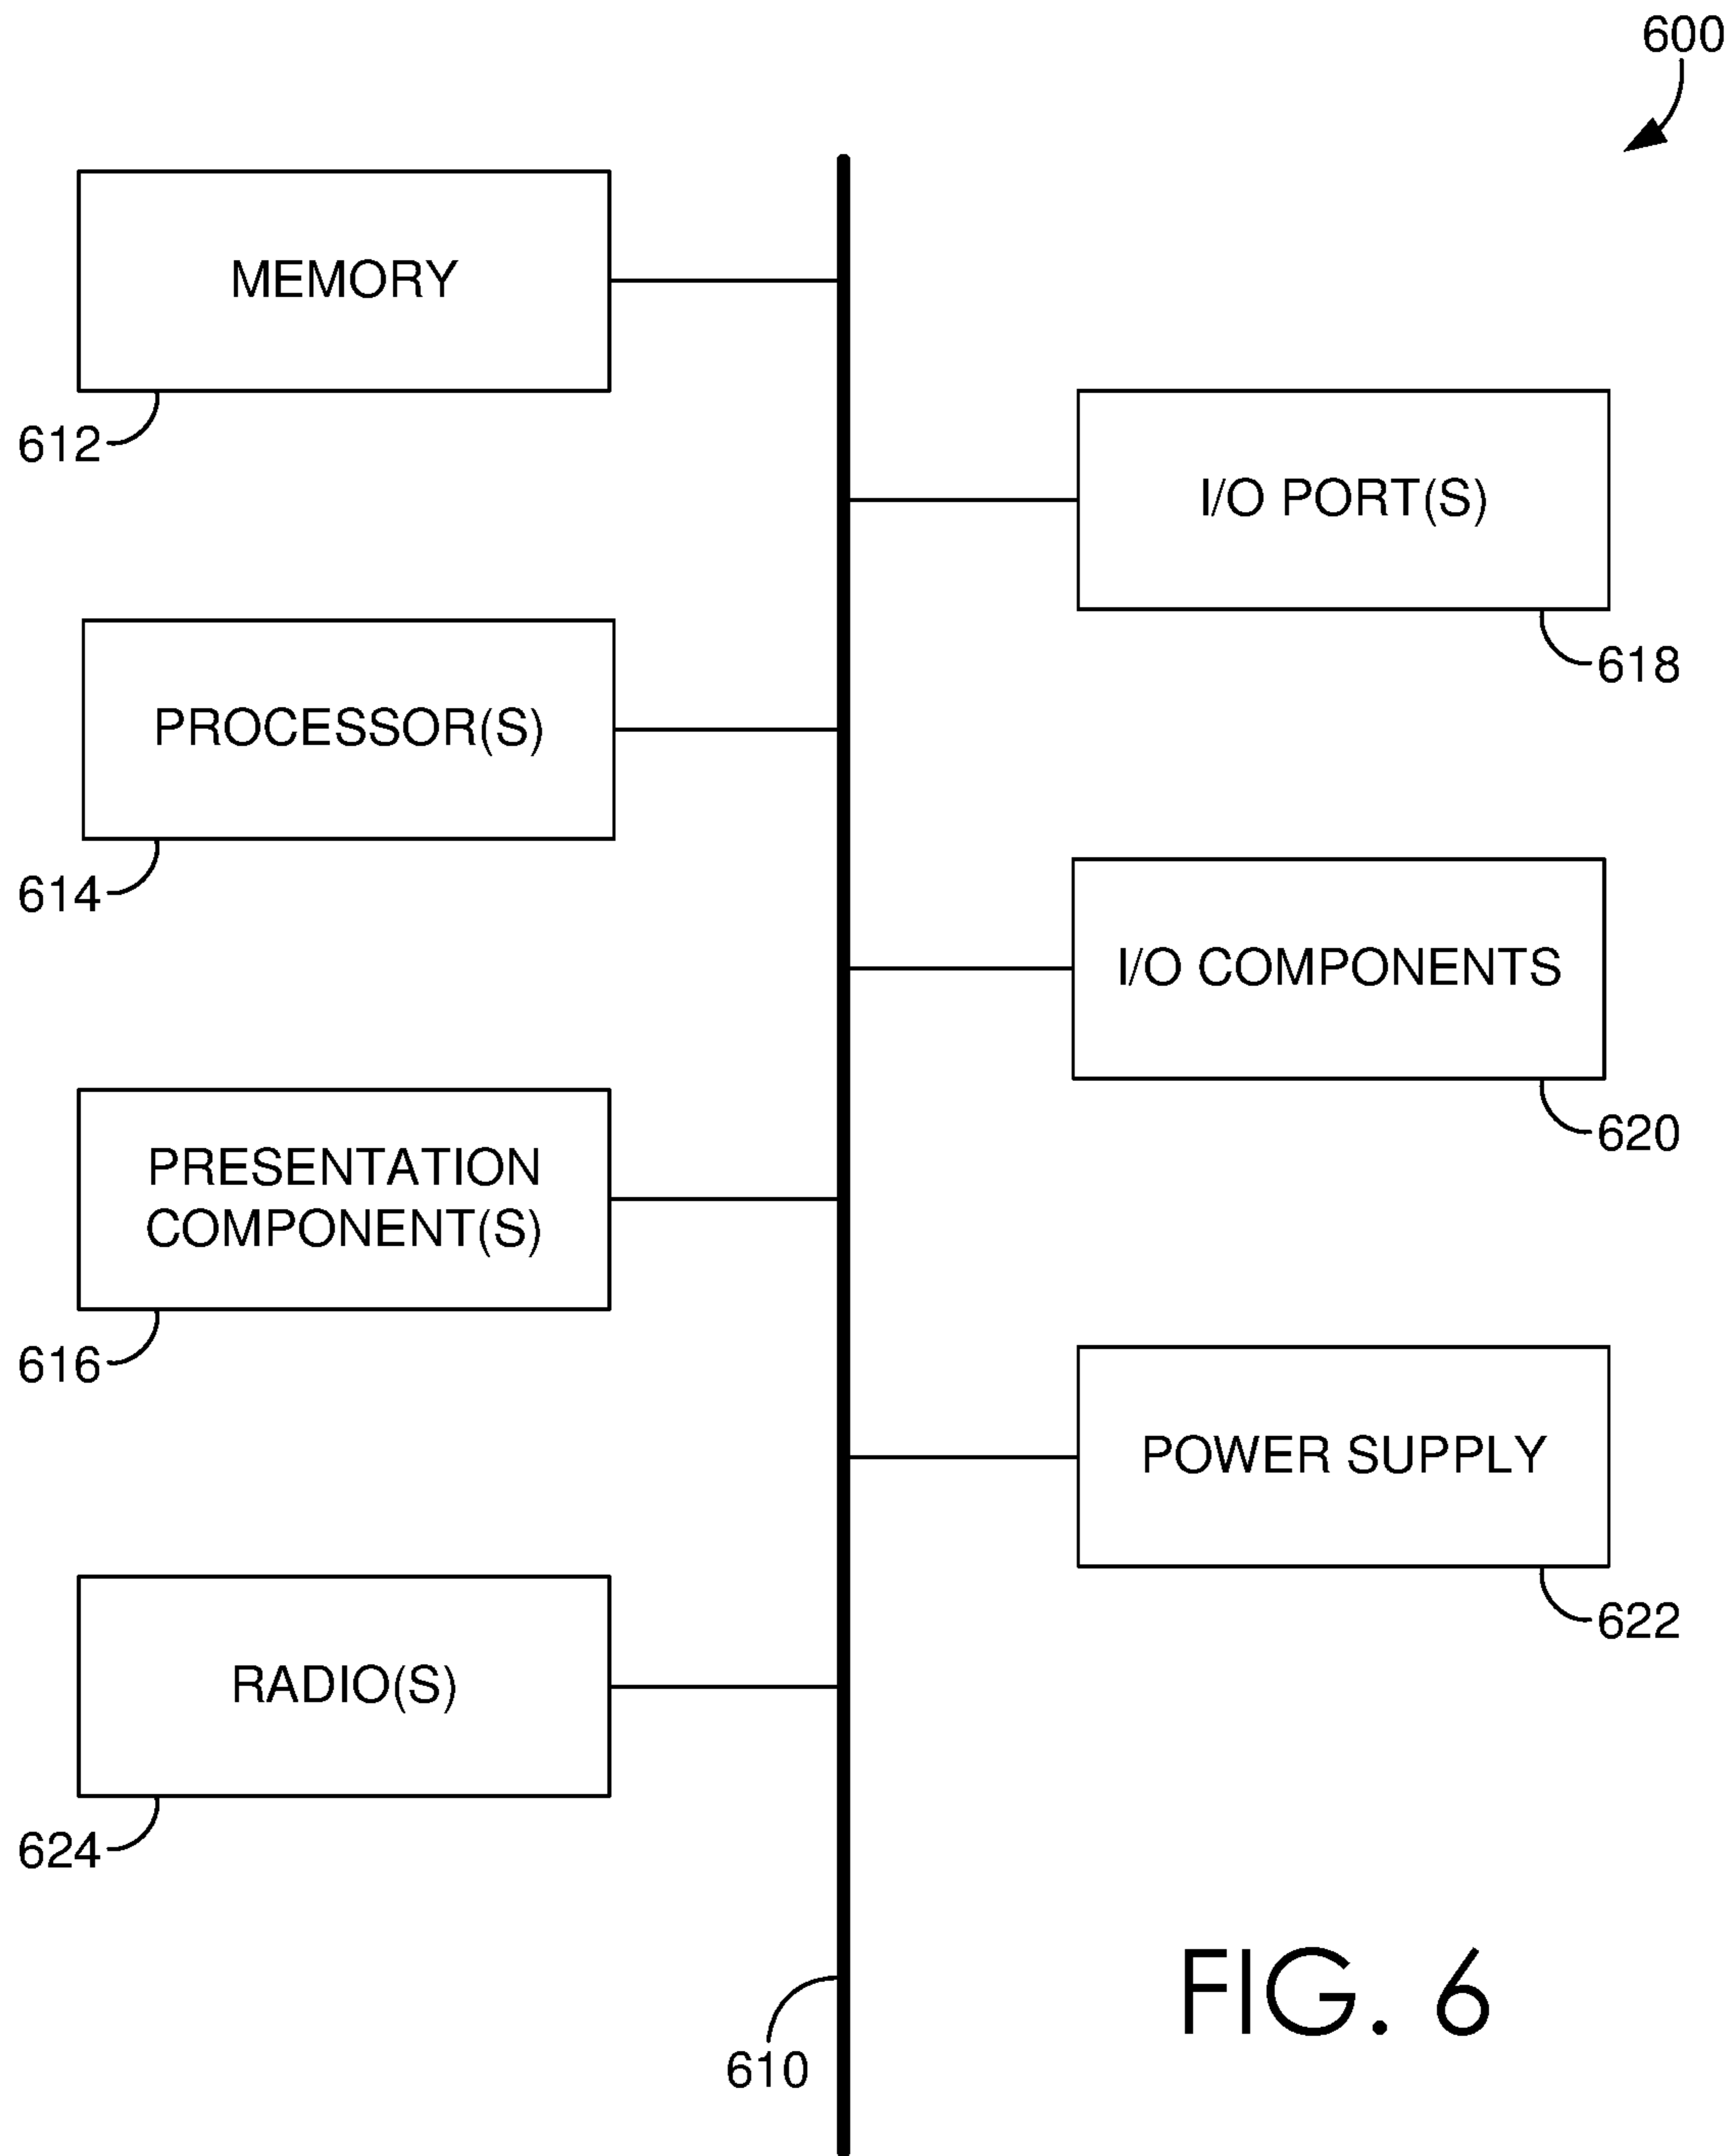 600
MEMORY
612
I/O PORT(S)
618
PROCESSOR(S)
614
I/O COMPONENTS
620
PRESENTATION
COMPONENT(S)
616
POWER SUPPLY
622
RADIO(S)
624
610
FIG. 6